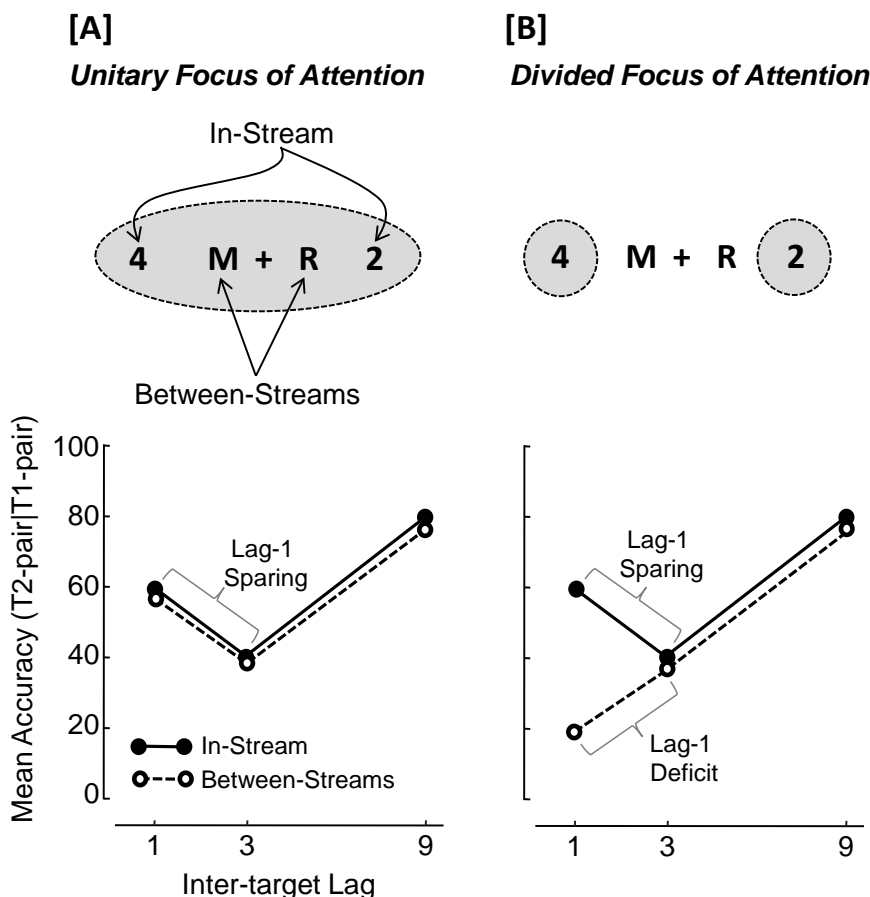 [A]
Unitary Focus of Attention
In-Stream
4 M + R 2
Between-Streams
Mean Accuracy (T2-pair|T1-pair)
100
80
60
40
20
0
Lag-1
Sparing
In-Stream
Between-Streams
1 3 9
Inter-target Lag
[B]
Divided Focus of Attention
4 M + R 2
Lag-1
Sparing
Lag-1
Deficit
1 3 9